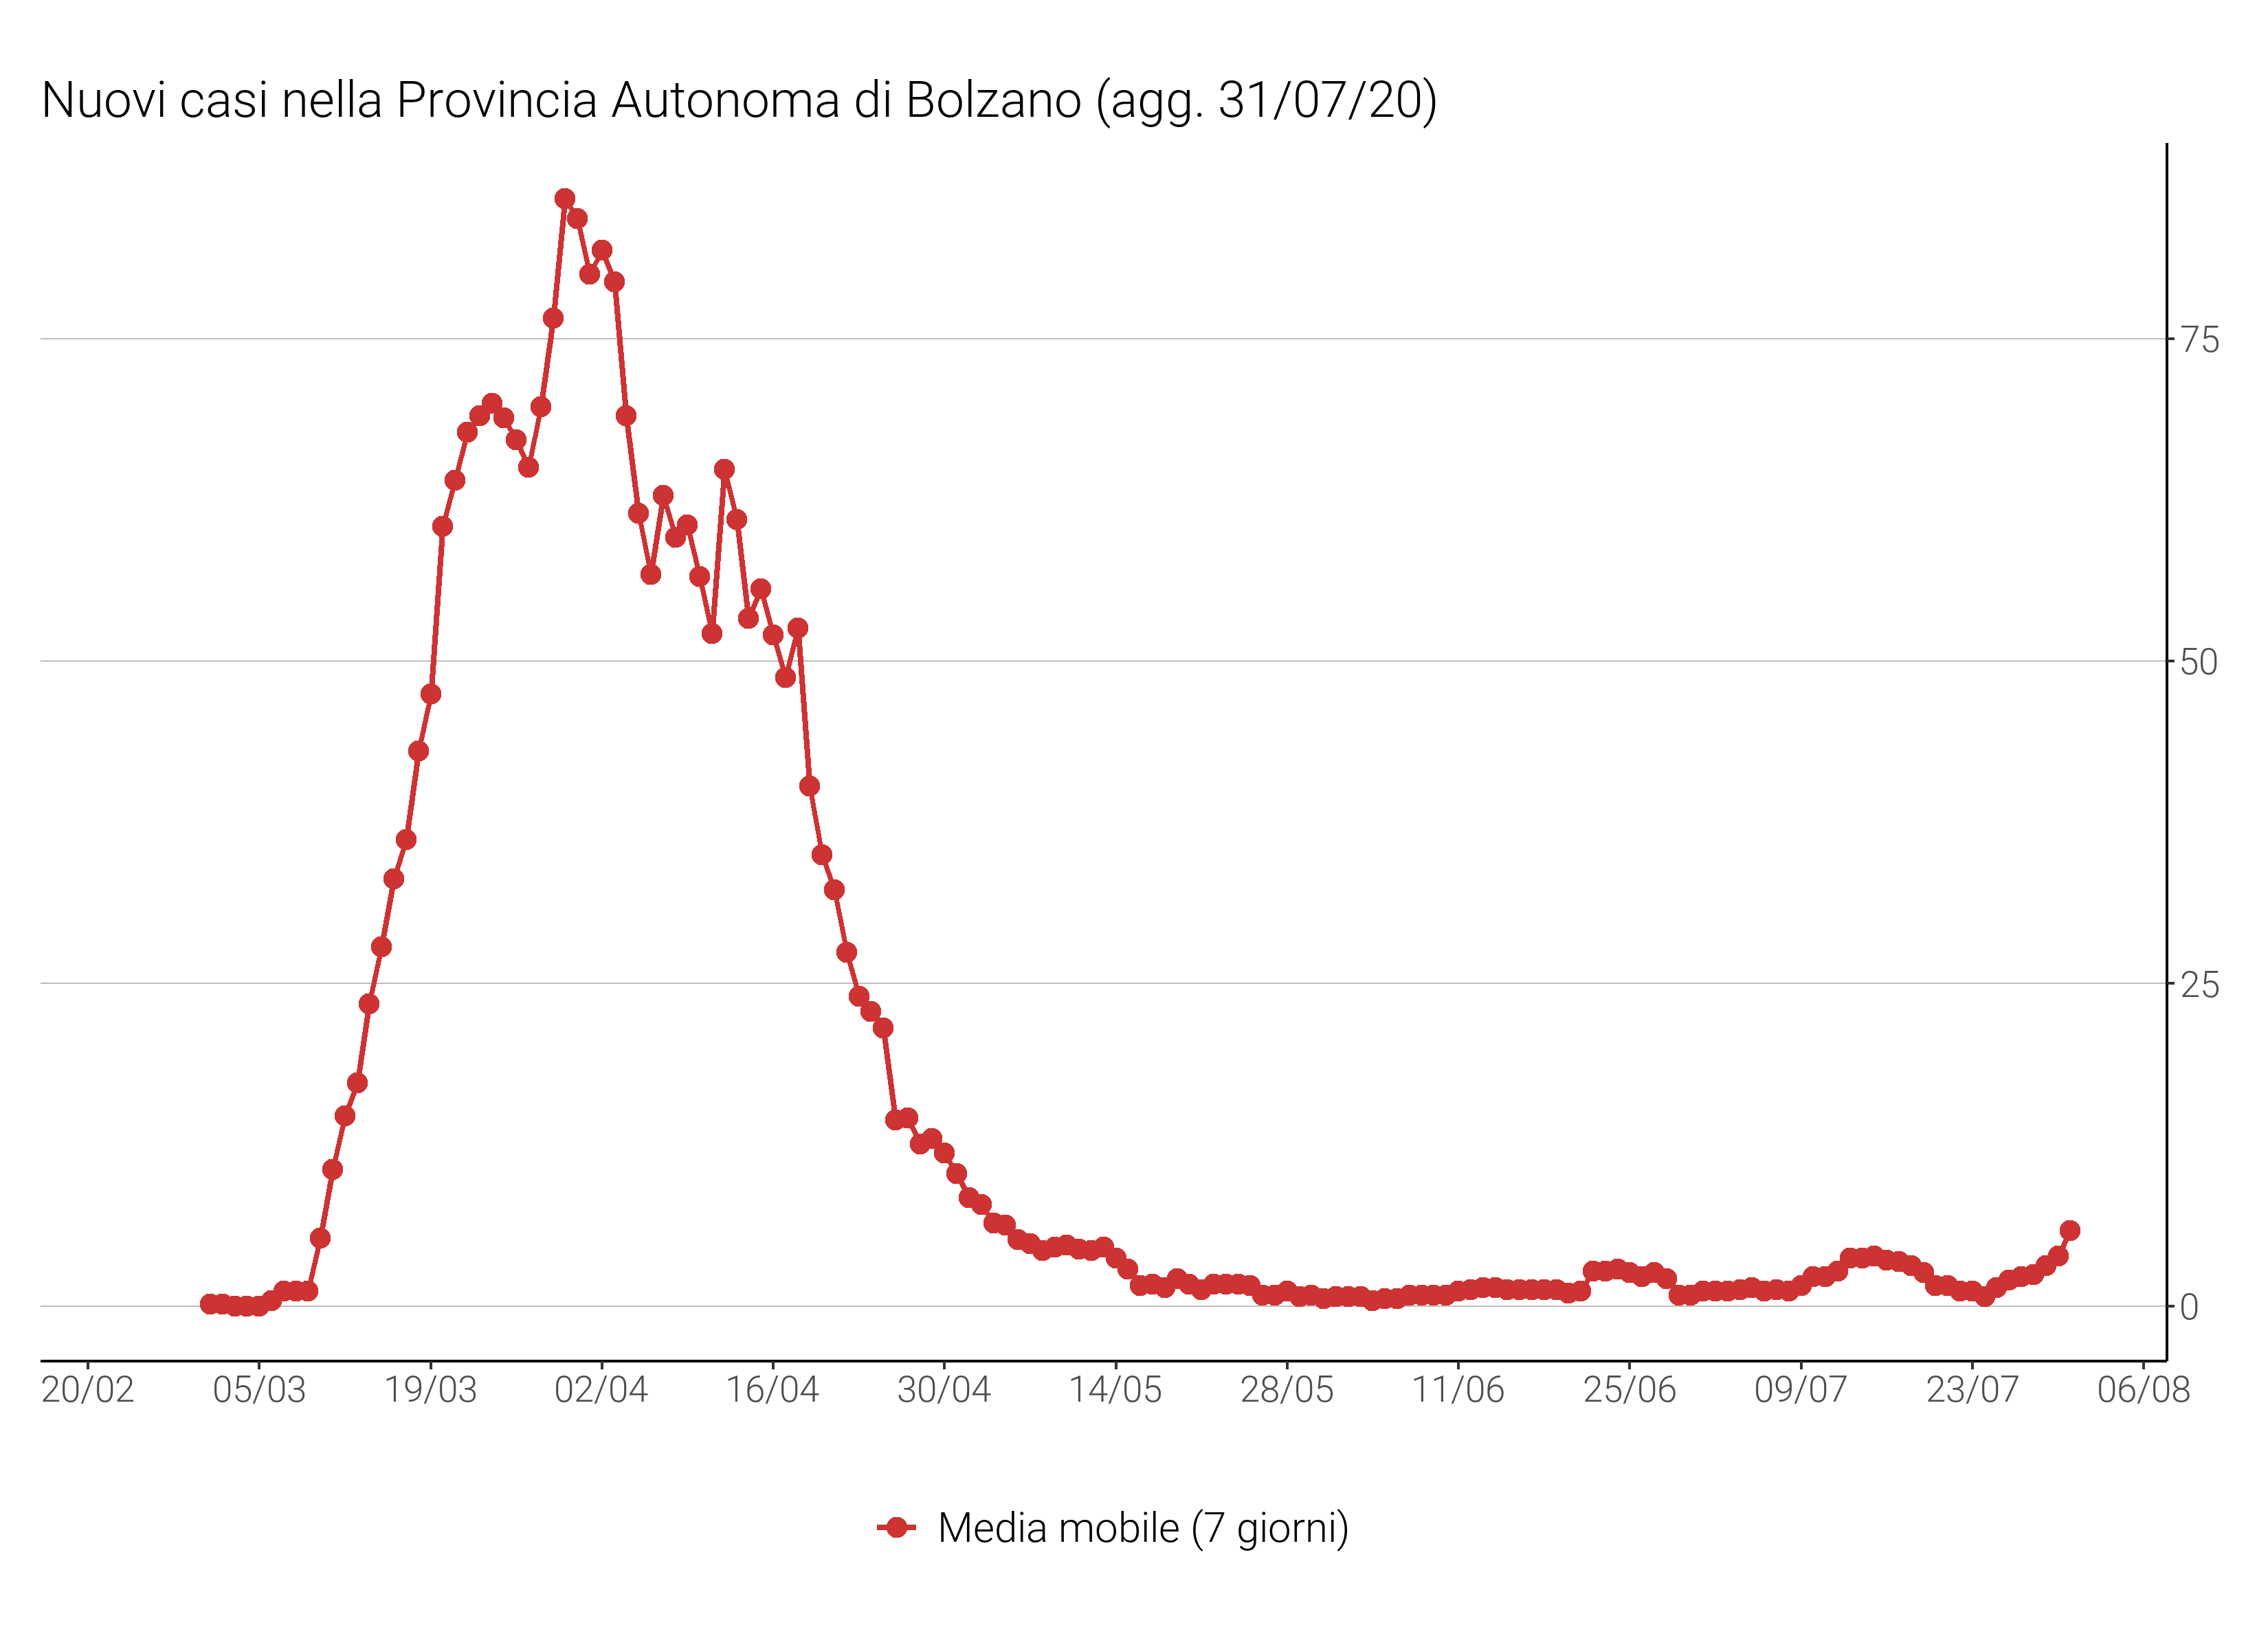 Nuovi casi nella Provincia Autonoma di Bolzano (agg. 31/07/20)
75
50
25
0
20/02 05/03 19/03 02/04 16/04 30/04 14/05 28/05 11/06 25/06 09/07 23/07 06/08
Media mobile (7 giorni)